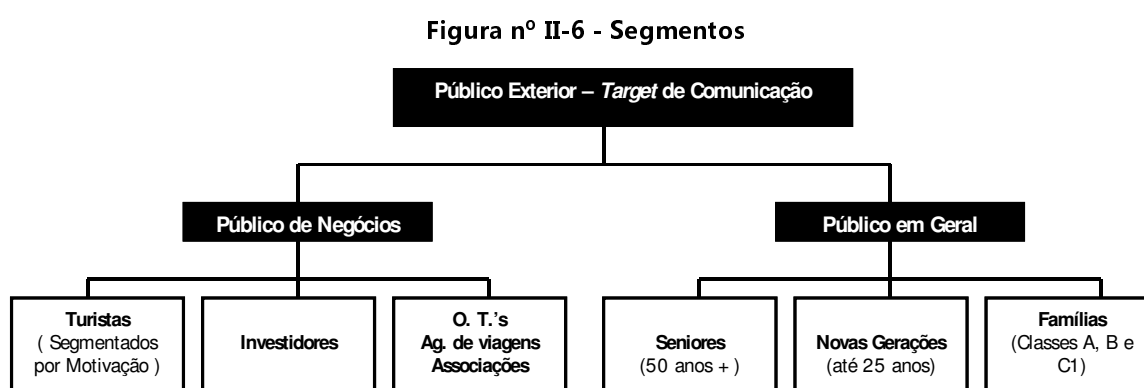 Figura nº II-6 - Segmentos
Público Exterior – Target de Comunicação
Público de Negócios
Público em Geral
Turistas
( Segmentados
por Motivação )
Investidores
O. T.'s
Ag. de viagens
Associações
Seniores
(50 anos + )
Novas Gerações
(até 25 anos)
Famílias
(Classes A, B e
C1)